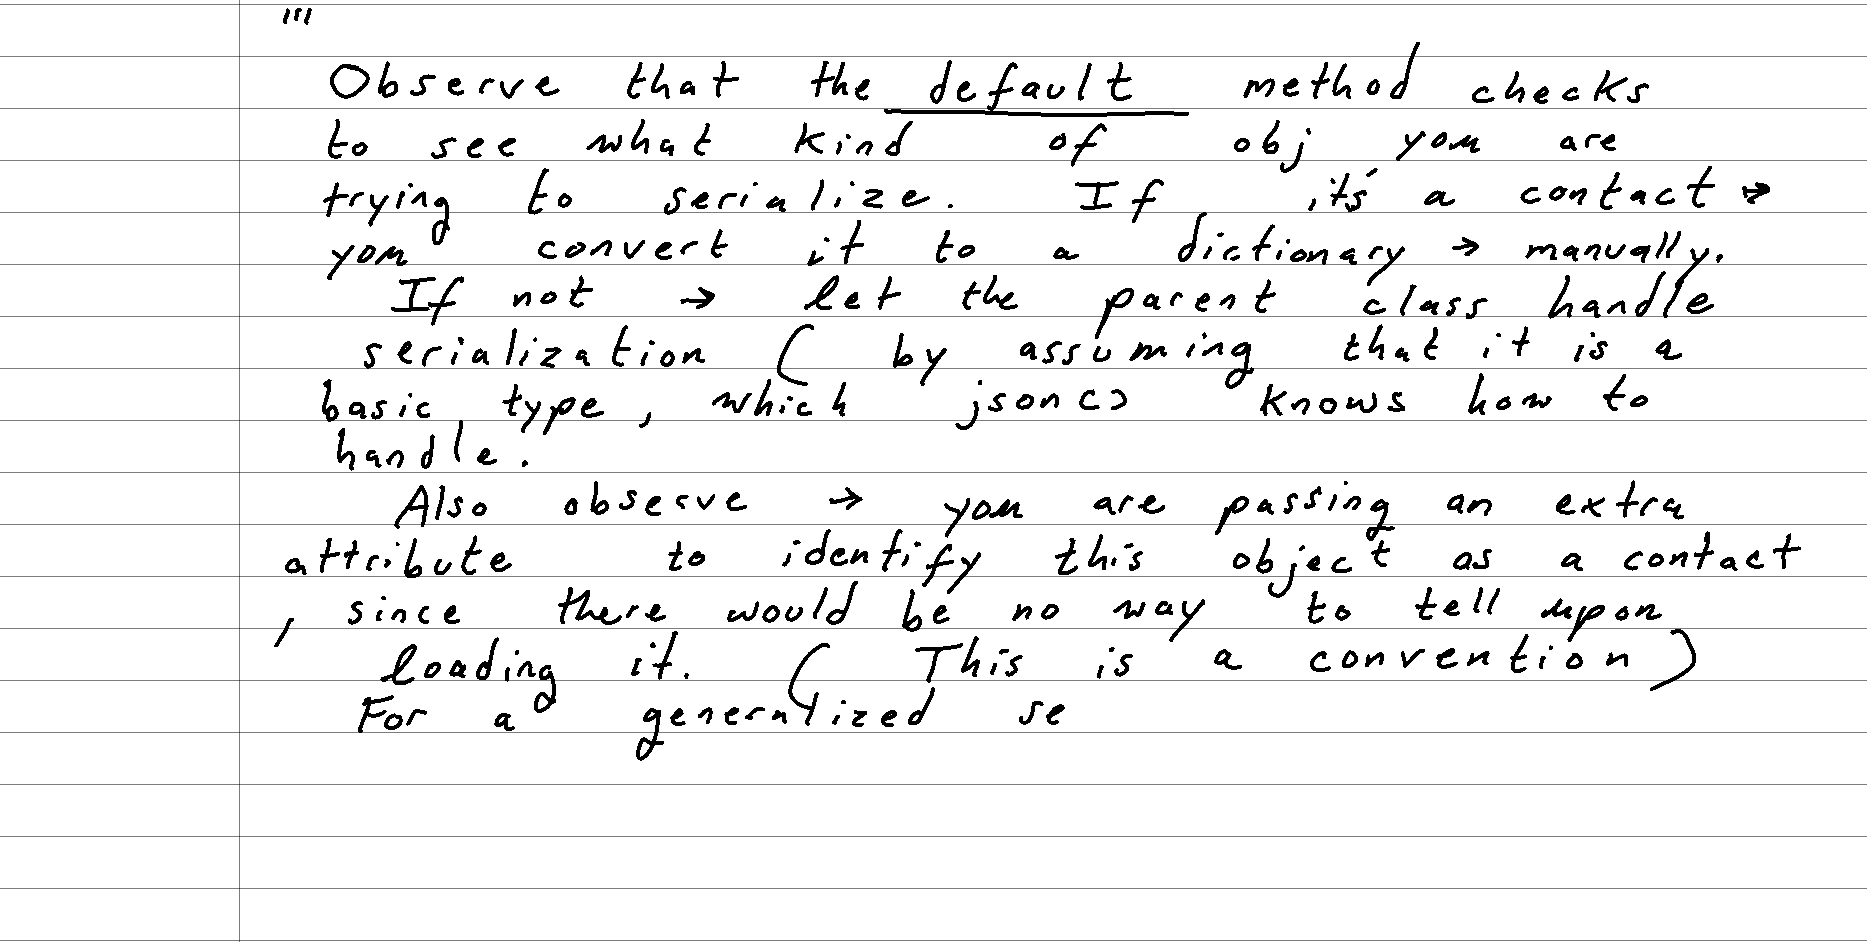 '''
Observe that the default method checks
to see what kind of obj you are
trying to serialize. If it's a contact →
you convert it to a dictionary → manually.
If not → let the parent class handle
serialization ( by assuming that it is a
basic type, which json() knows how to
handle.
Also observe → you are passing an extra
attribute to identify this object as a contact
, since there would be no way to tell upon
loading it. ( This is a convention )
For a generalized se